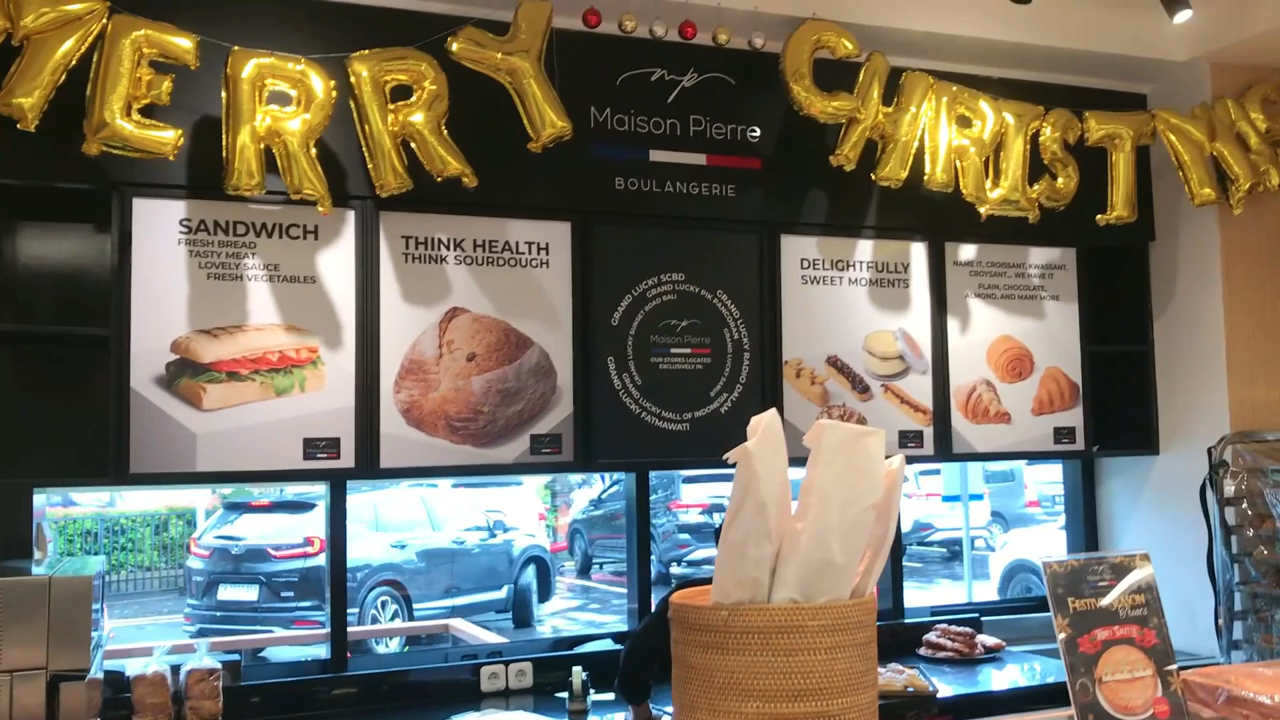 MERRY CHRISTM
mp
Maison Pierre
BOULANGERIE
SANDWICH
FRESH BREAD
TASTY MEAT
LOVELY SAUCE
FRESH VEGETABLES
THINK HEALTH
THINK SOURDOUGH
GRAND LUCKY SCBD
GRAND LUCKY PIK PANCORAN
GRAND LUCKY RADIO DALAM
GRAND LUCKY SUNSET ROAD BALI
GRAND LUCKY MALL OF INDONESIA
GRAND LUCKY FATMAWATI
Maison Pierre
OUR STORES LOCATED
EXCLUSIVELY IN:
DELIGHTFULLY
SWEET MOMENTS
NAME IT, CROISSANT, KWASSANT,
CROYSANT... WE HAVE IT
PLAIN, CHOCOLATE,
ALMOND, AND MANY MORE
FESTIVE SEASON
Treats